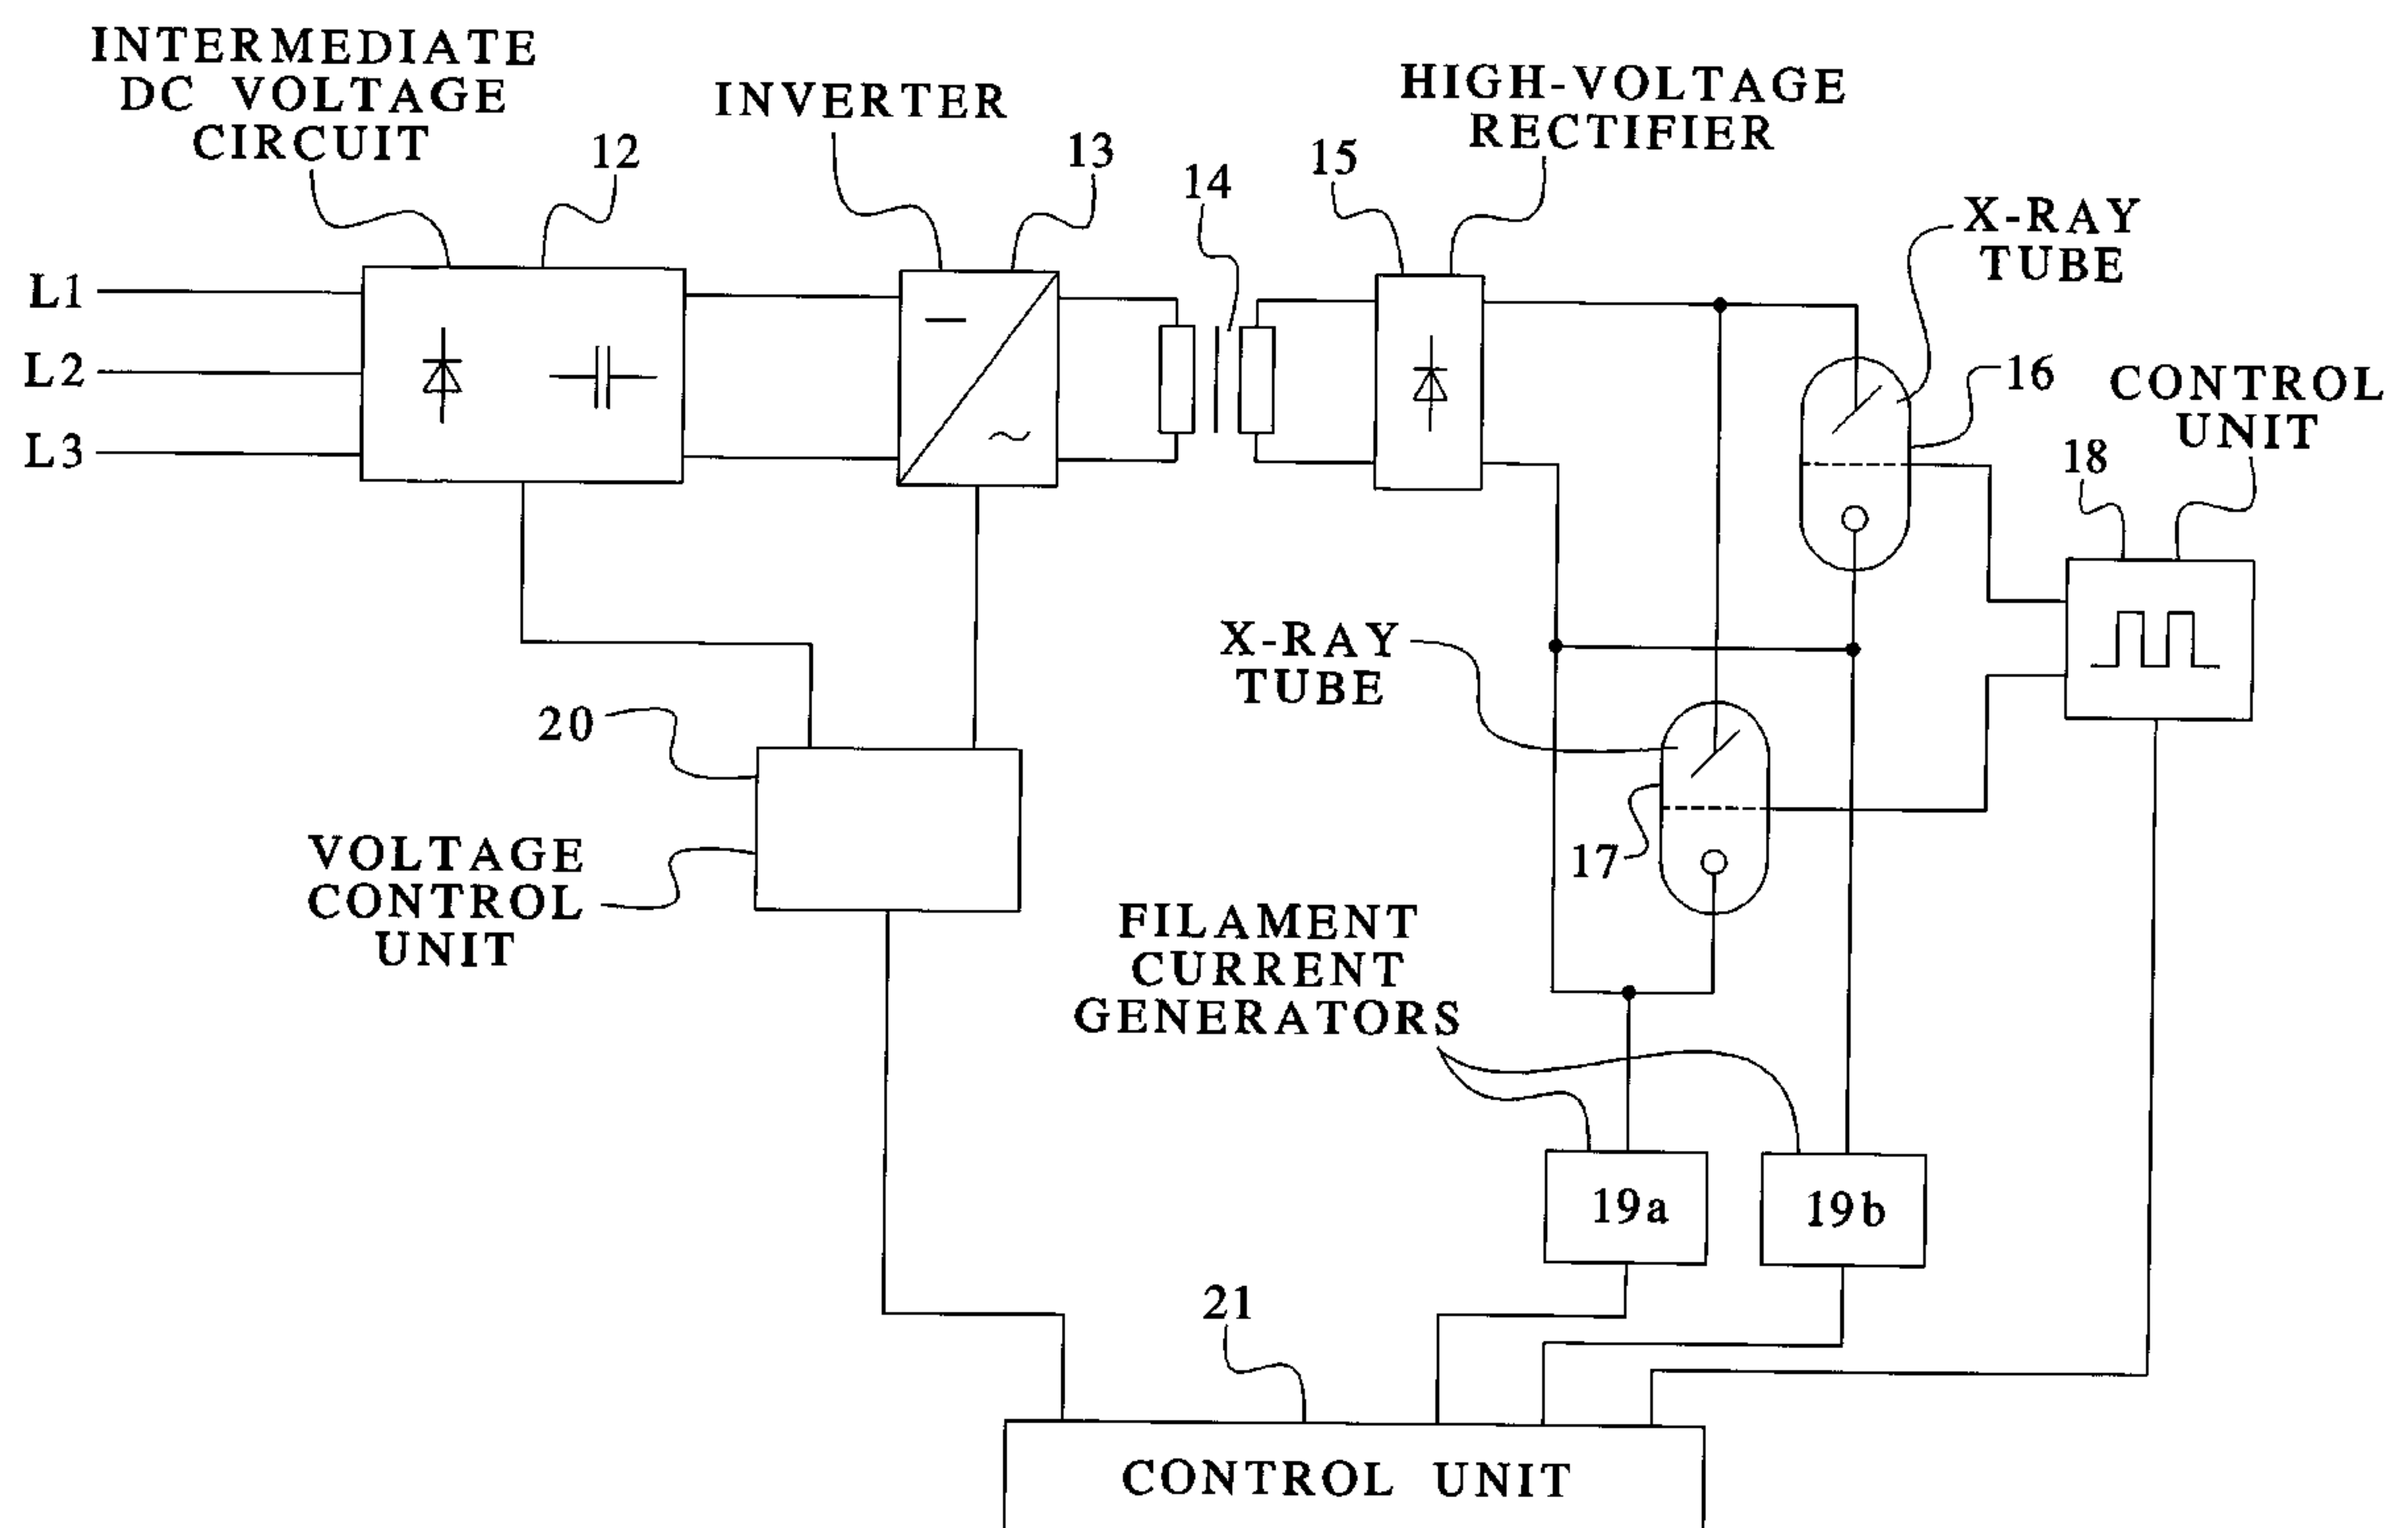 INTERMEDIATE
DC VOLTAGE
CIRCUIT
12
INVERTER
13
14
15
HIGH-VOLTAGE
RECTIFIER
X-RAY
TUBE
16
CONTROL
UNIT
18
L1
L2
L3
X-RAY
TUBE
17
20
VOLTAGE
CONTROL
UNIT
FILAMENT
CURRENT
GENERATORS
19a
19b
21
CONTROL UNIT